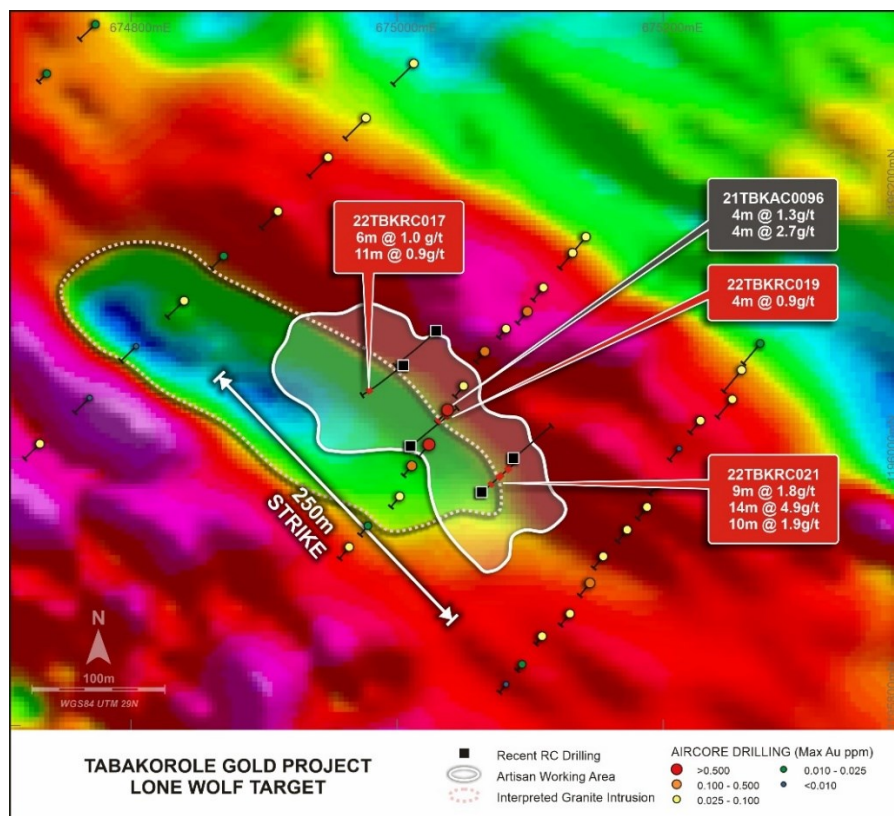 674800mE
675000mE
22TBKRC017
6m @ 1.0 g/t
11m @ 0.9g/t
21TBKAC0096
4m @ 1.3g/t
4m @ 2.7g/t
22TBKRC019
4m @ 0.9g/t
22TBKRC021
9m @ 1.8g/t
14m @ 4.9g/t
10m @ 1.9g/t
250m
STRIKE
N
100m
WGS84 UTM 29N
TABAKOROLE GOLD PROJECT
LONE WOLF TARGET
Recent RC Drilling
Artisan Working Area
Interpreted Granite Intrusion
AIRCORE DRILLING (Max Au ppm)
>0.500
0.100 - 0.500
0.025 - 0.100
0.010 - 0.025
<0.010